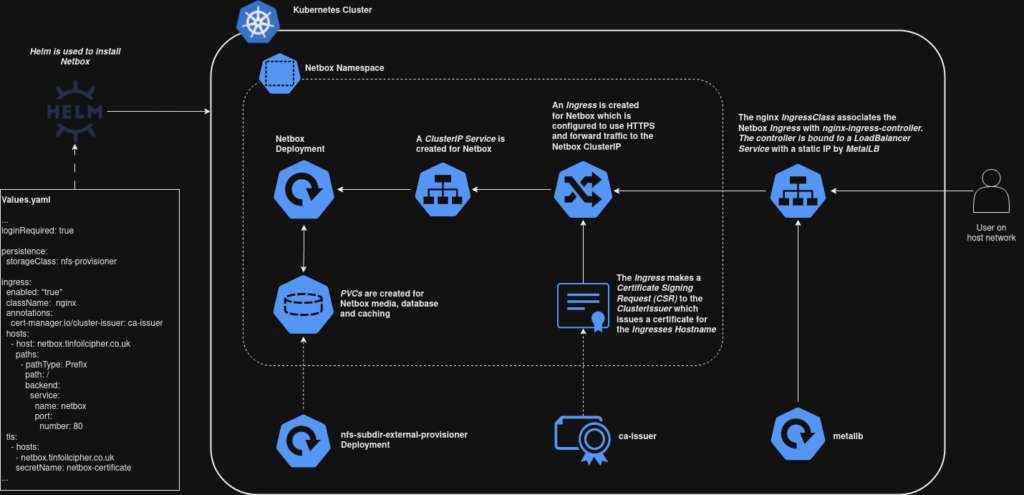 Kubernetes Cluster
Helm is used to install
Netbox
HELM
Netbox Namespace
Netbox
Deployment
A ClusterIP Service is
created for Netbox
An Ingress is created
for Netbox which is
configured to use HTTPS
and forward traffic to the
Netbox ClusterIP
The nginx IngressClass associates the
Netbox Ingress with nginx-ingress-controller.
The controller is bound to a LoadBalancer
Service with a static IP by MetalLB
User on
host network
Values.yaml
...
loginRequired: true
persistence:
storageClass: nfs-provisioner
ingress:
enabled: "true"
className: nginx
annotations:
cert-manager.io/cluster-issuer: ca-issuer
hosts:
- host: netbox.tinfoilcipher.co.uk
paths:
- pathType: Prefix
path: /
backend:
service:
name: netbox
port:
number: 80
tls:
- hosts:
- netbox.tinfoilcipher.co.uk
secretName: netbox-certificate
...
PVCs are created for
Netbox media, database
and caching
The Ingress makes a
Certificate Signing
Request (CSR) to the
ClusterIssuer which
issues a certificate for
the Ingresses Hostname
nfs-subdir-external-provisioner
Deployment
ca-issuer
metallb